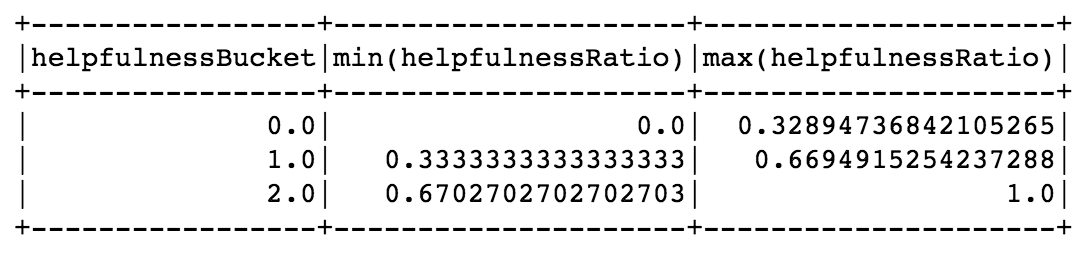 +-----------------+---------------------+---------------------+
|helpfulnessBucket|min(helpfulnessRatio)|max(helpfulnessRatio)|
+-----------------+---------------------+---------------------+
|              0.0|                  0.0|  0.32894736842105265|
|              1.0|   0.3333333333333333|   0.6694915254237288|
|              2.0|   0.6702702702702703|                  1.0|
+-----------------+---------------------+---------------------+